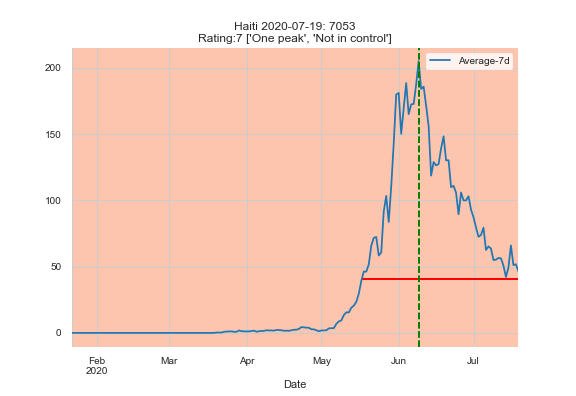 Haiti 2020-07-19: 7053
Rating:7 ['One peak', 'Not in control']
Average-7d
200
150
100
50
0
Feb
2020
Mar
Apr
May
Jun
Jul
Date